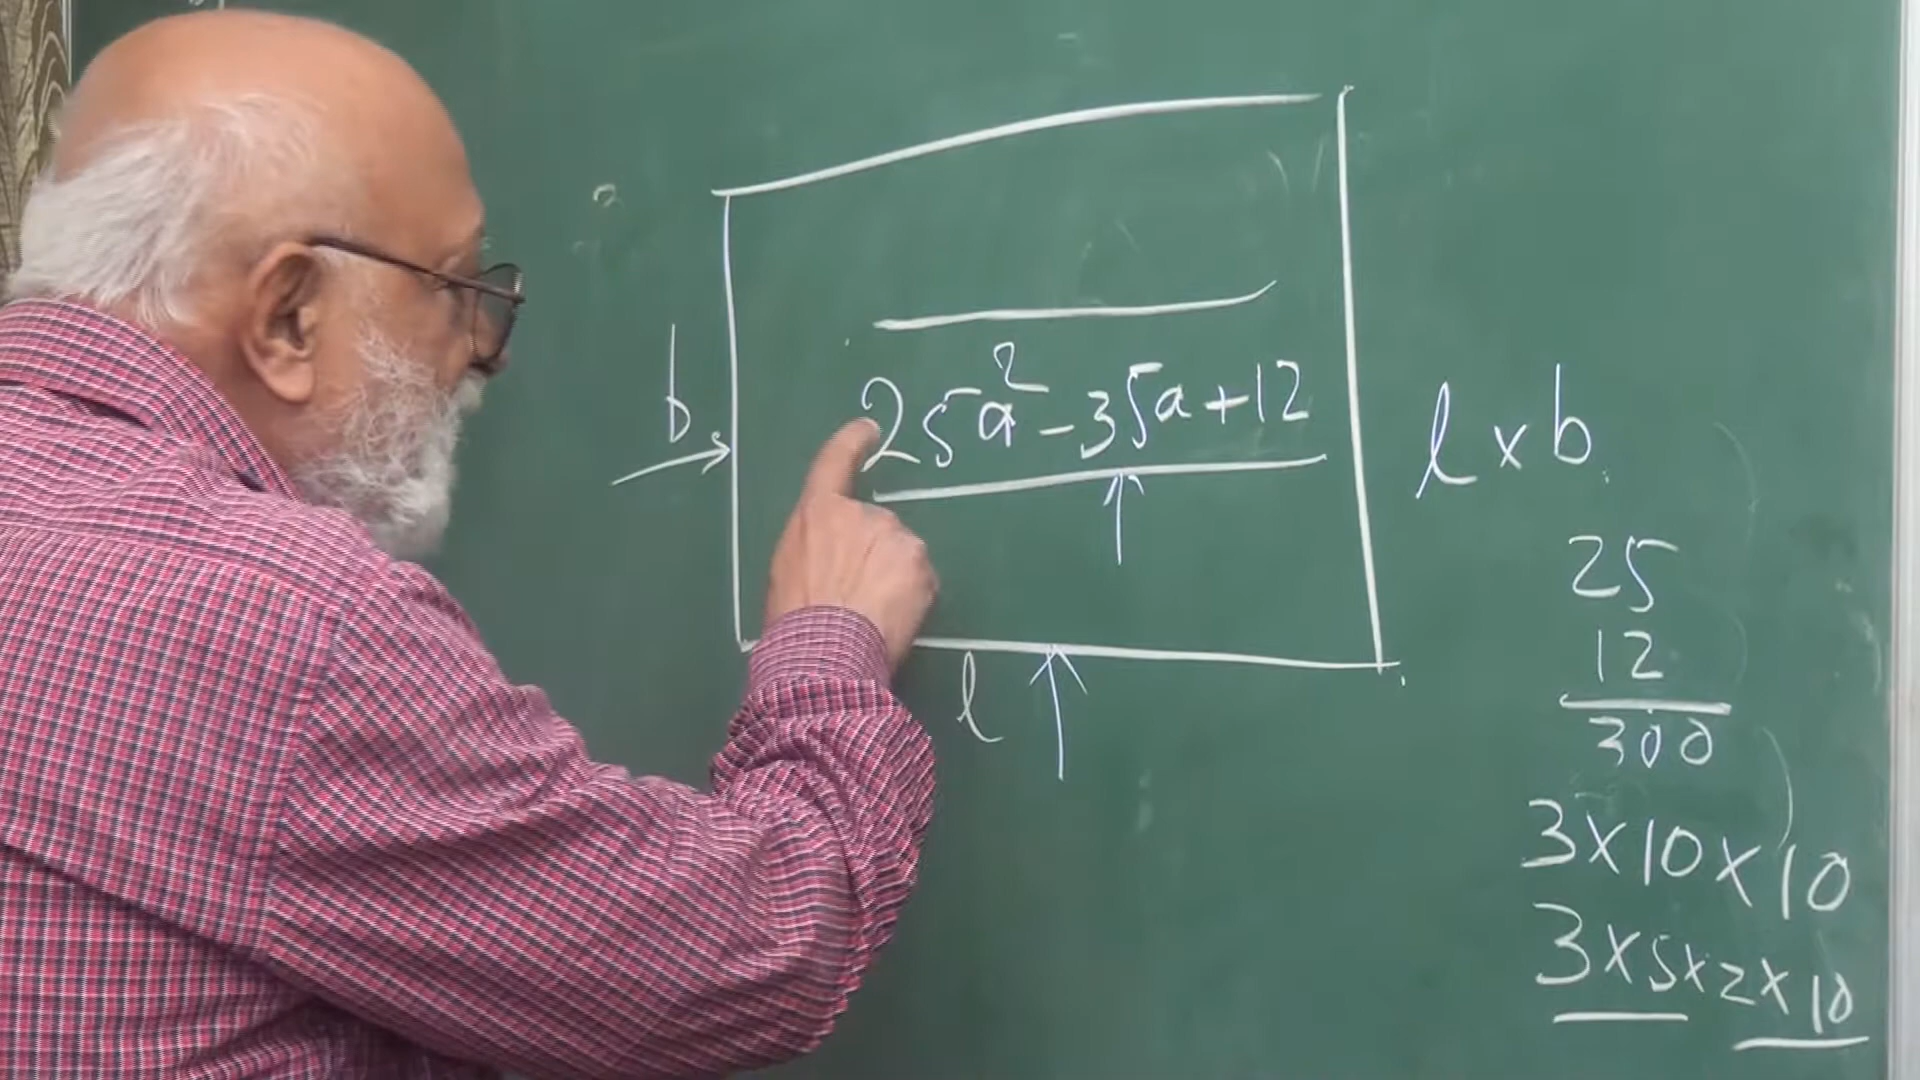 b
25a² - 35a + 12
l × b
l
25
12
300
3 × 10 × 10
3 × 5 × 2 × 10